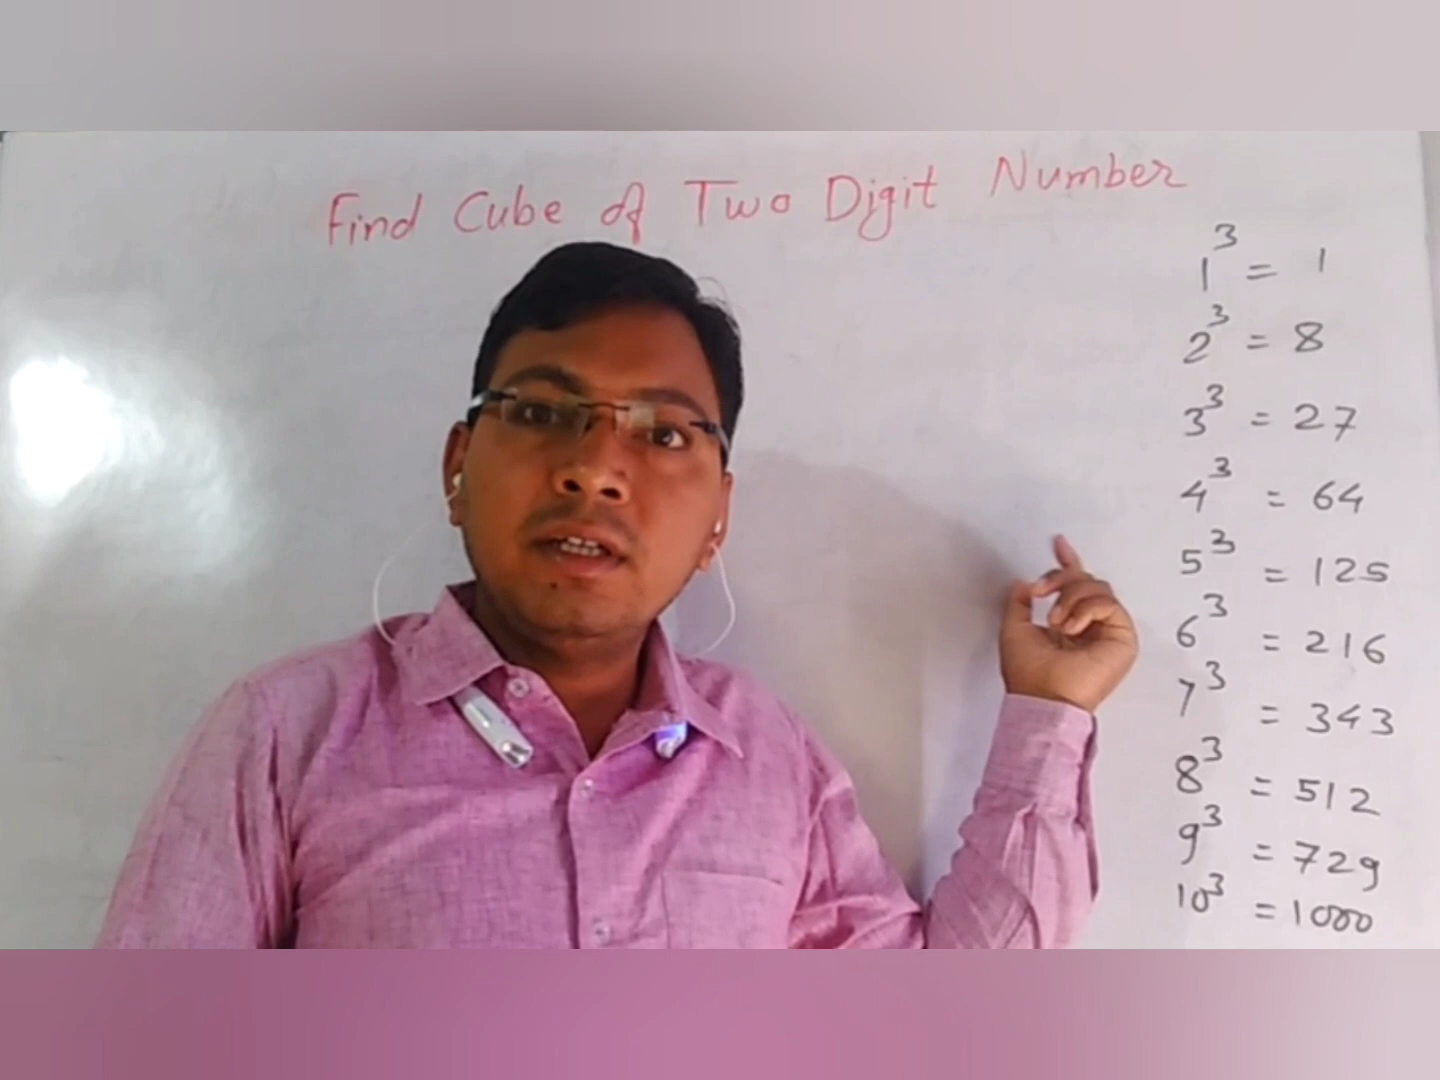 Find Cube of Two Digit Number
1³ = 1
2³ = 8
3³ = 27
4³ = 64
5³ = 125
6³ = 216
7³ = 343
8³ = 512
9³ = 729
10³ = 1000